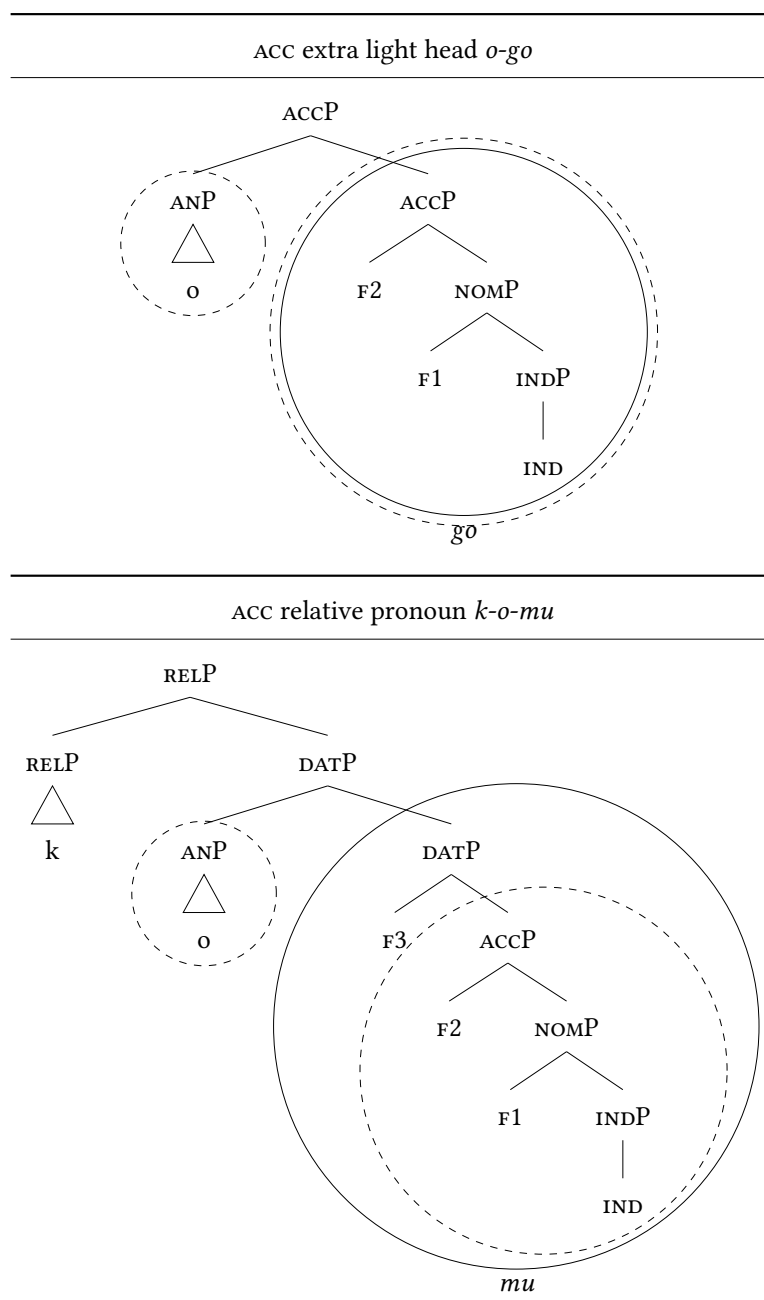 ACC extra light head o-go
ACCP
ANP ACCP
o F2 NOMP
F1 INDP
IND
go
ACC relative pronoun k-o-mu
RELP
RELP DATP
k ANP DATP
o F3 ACCP
F2 NOMP
F1 INDP
IND
mu